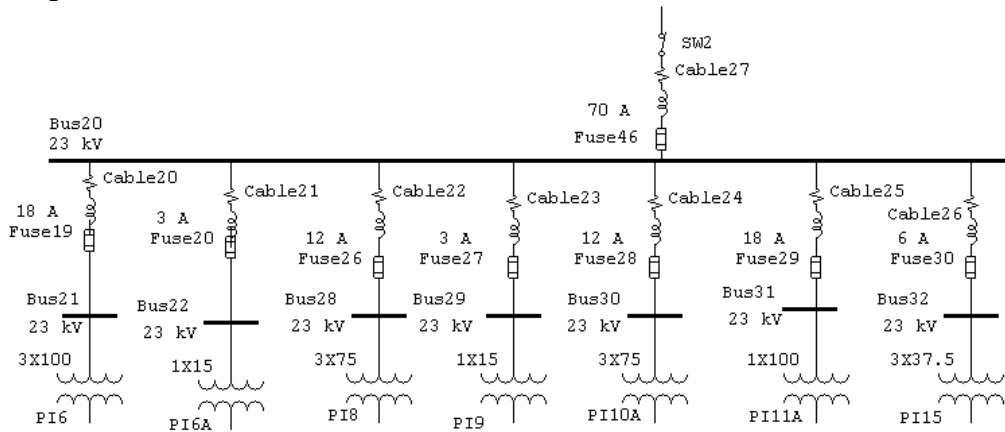 SW2
Cable27
70 A
Fuse46
Bus20
23 kV
Cable20
Cable21
Cable22
Cable23
Cable24
Cable25
Cable26
18 A
Fuse19
3 A
Fuse20
12 A
Fuse26
3 A
Fuse27
12 A
Fuse28
18 A
Fuse29
6 A
Fuse30
Bus21
23 kV
Bus22
23 kV
Bus28
23 kV
Bus29
23 kV
Bus30
23 kV
Bus31
23 kV
Bus32
23 kV
3X100
1X15
3X75
1X15
3X75
1X100
3X37.5
PI6
PI6A
PI8
PI9
PI10A
PI11A
PI15